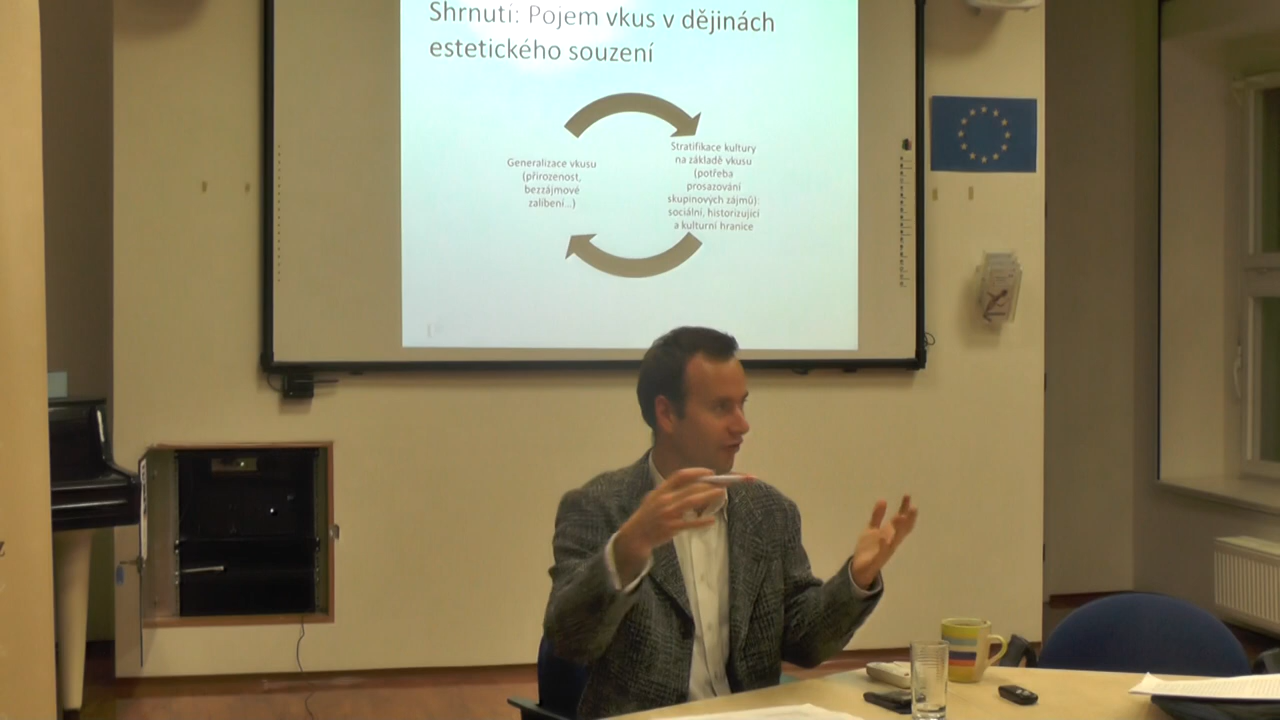 Shrnutí: Pojem vkus v dějinách
estetického souzení
Generalizace vkusu
(přirozenost,
bezzájmové
zalíbení...)
Stratifikace kultury
na základě vkusu
(potřeba
prosazování
skupinových zájmů):
sociální, historizující
a kulturní hranice
z